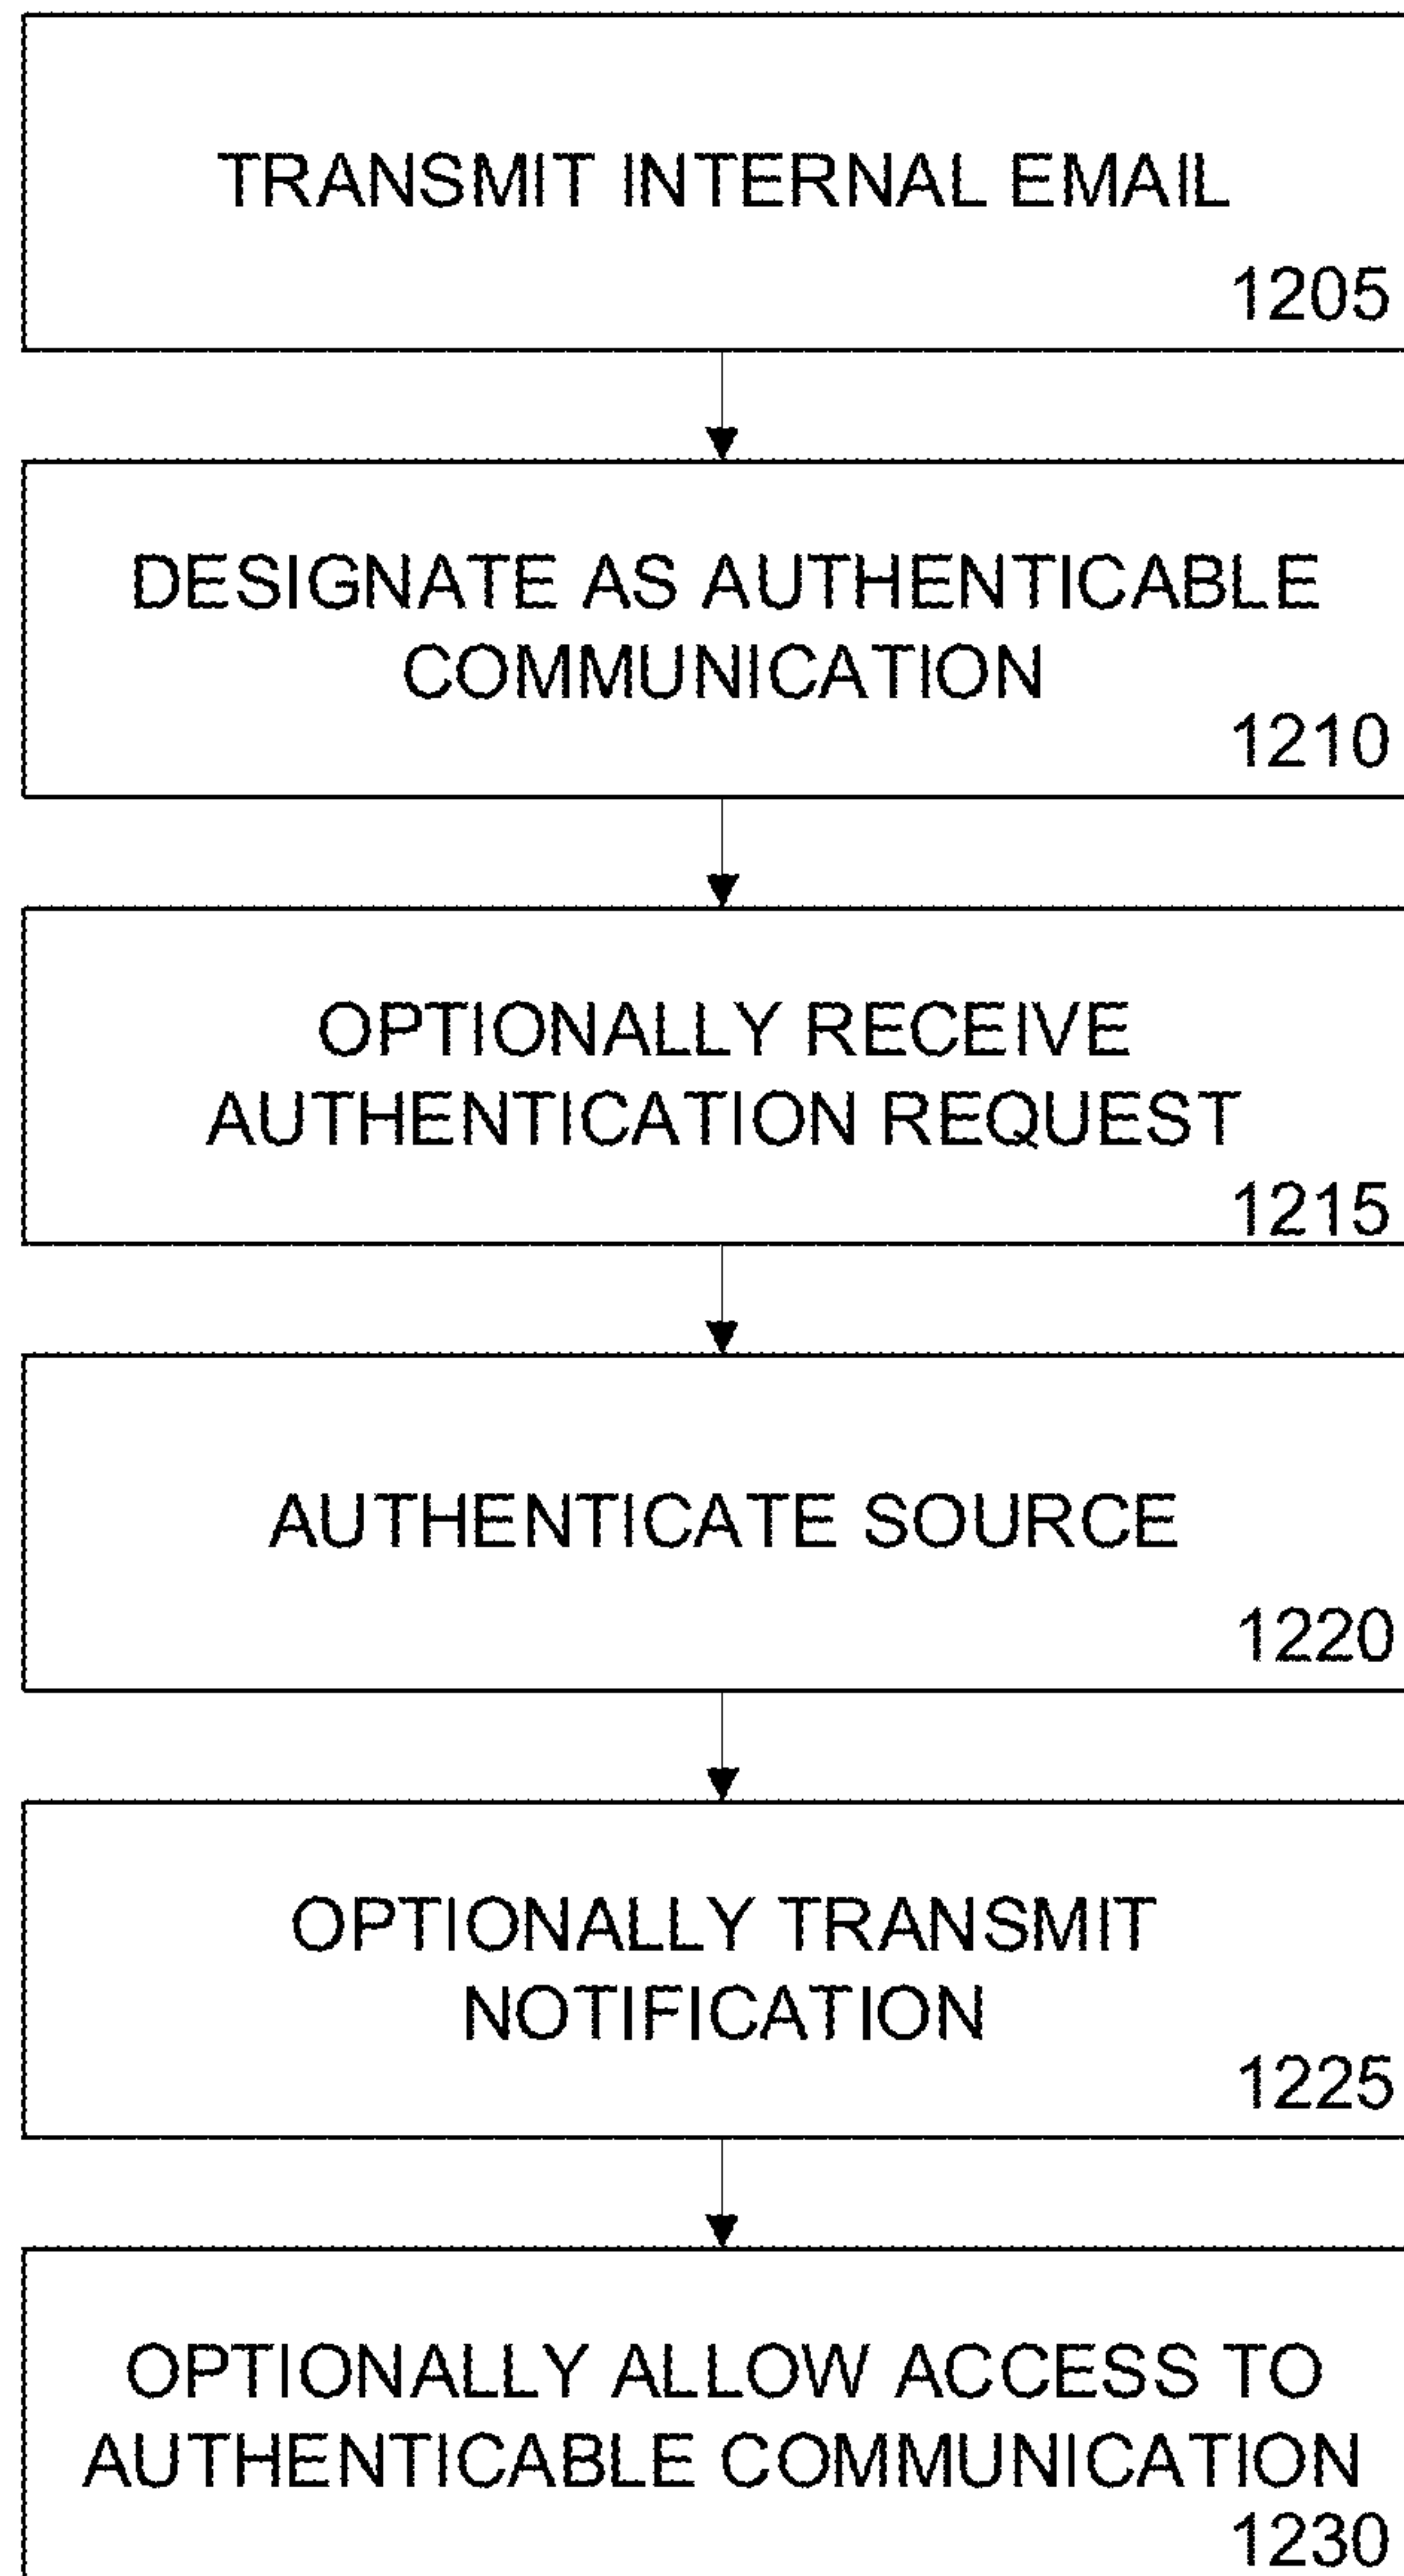 TRANSMIT INTERNAL EMAIL
1205
DESIGNATE AS AUTHENTICABLE
COMMUNICATION
1210
OPTIONALLY RECEIVE
AUTHENTICATION REQUEST
1215
AUTHENTICATE SOURCE
1220
OPTIONALLY TRANSMIT
NOTIFICATION
1225
OPTIONALLY ALLOW ACCESS TO
AUTHENTICABLE COMMUNICATION
1230